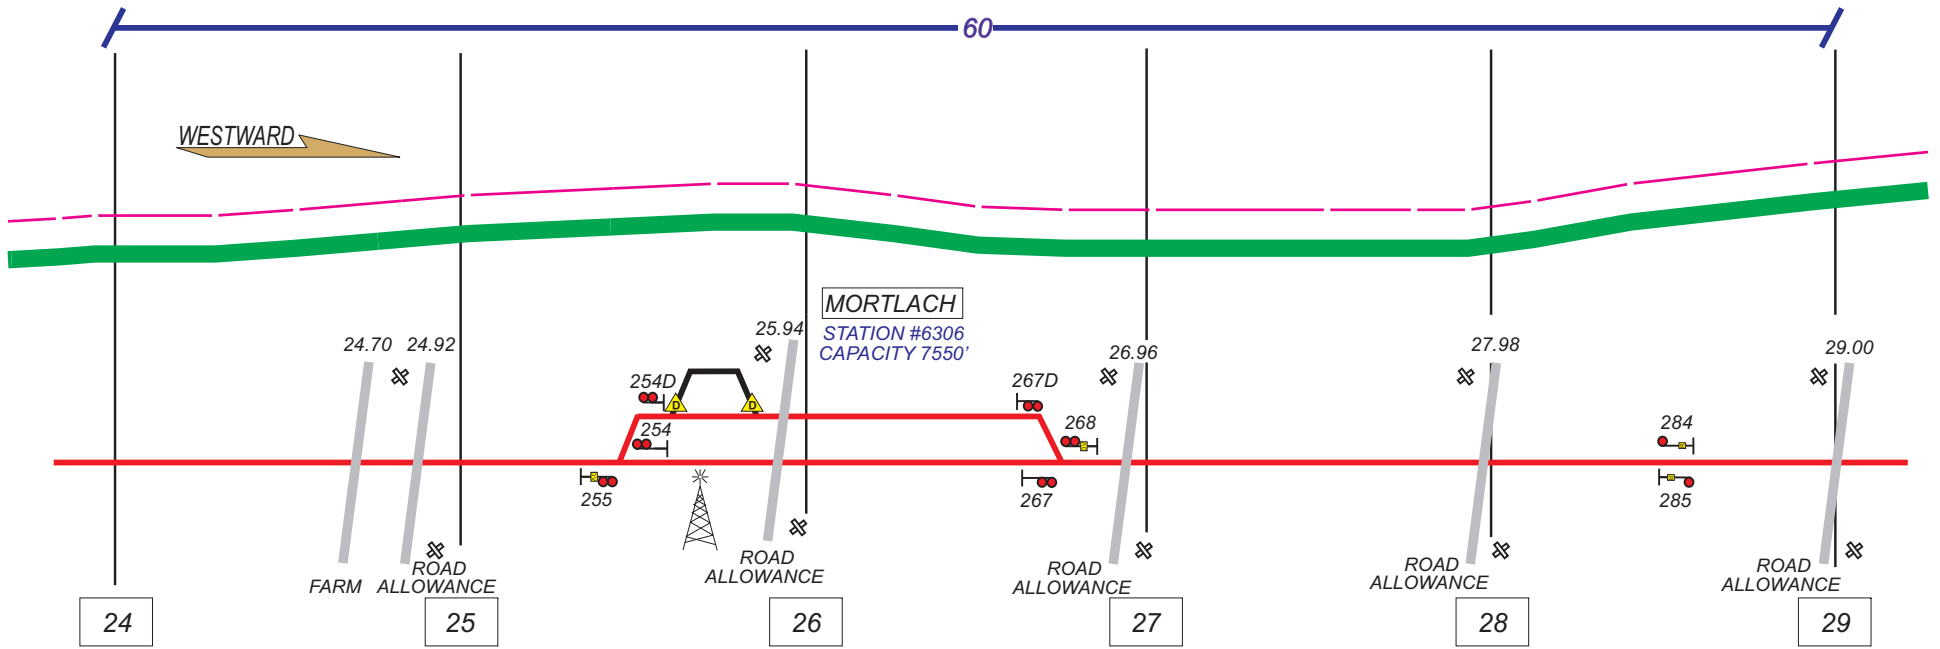 60
WESTWARD
MORTLACH
STATION #6306
CAPACITY 7550'
24.70
24.92
25.94
26.96
27.98
29.00
254D
D
D
267D
254
268
284
255
267
285
FARM
ROAD
ALLOWANCE
ROAD
ALLOWANCE
ROAD
ALLOWANCE
ROAD
ALLOWANCE
ROAD
ALLOWANCE
24
25
26
27
28
29